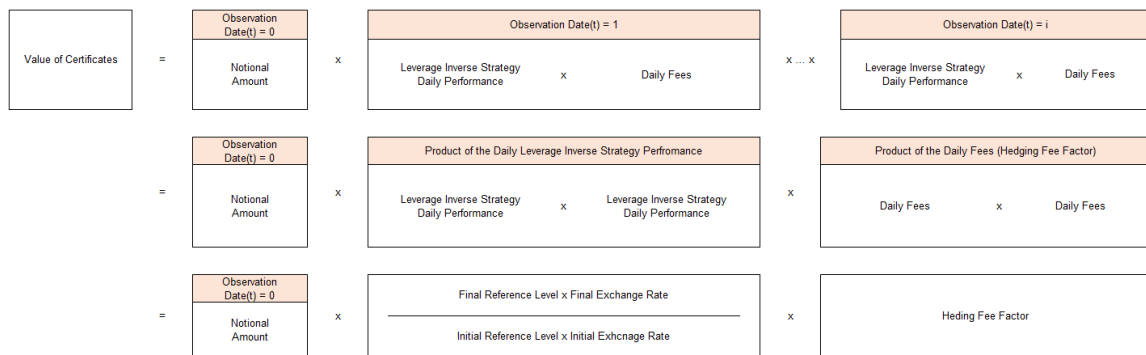 Observation
Date(t) = 0
Observation Date(t) = 1
Observation Date(t) = i
Value of Certificates
=
Notional
Amount
x
Leverage Inverse Strategy
Daily Performance
x
Daily Fees
x ... x
Leverage Inverse Strategy
Daily Performance
x
Daily Fees
Observation
Date(t) = 0
Product of the Daily Leverage Inverse Strategy Perfromance
Product of the Daily Fees (Hedging Fee Factor)
=
Notional
Amount
x
Leverage Inverse Strategy
Daily Performance
x
Leverage Inverse Strategy
Daily Performance
x
Daily Fees
x
Daily Fees
Observation
Date(t) = 0
=
Notional
Amount
x
Final Reference Level x Final Exchange Rate
Initial Reference Level x Initial Exhcnage Rate
x
Heding Fee Factor